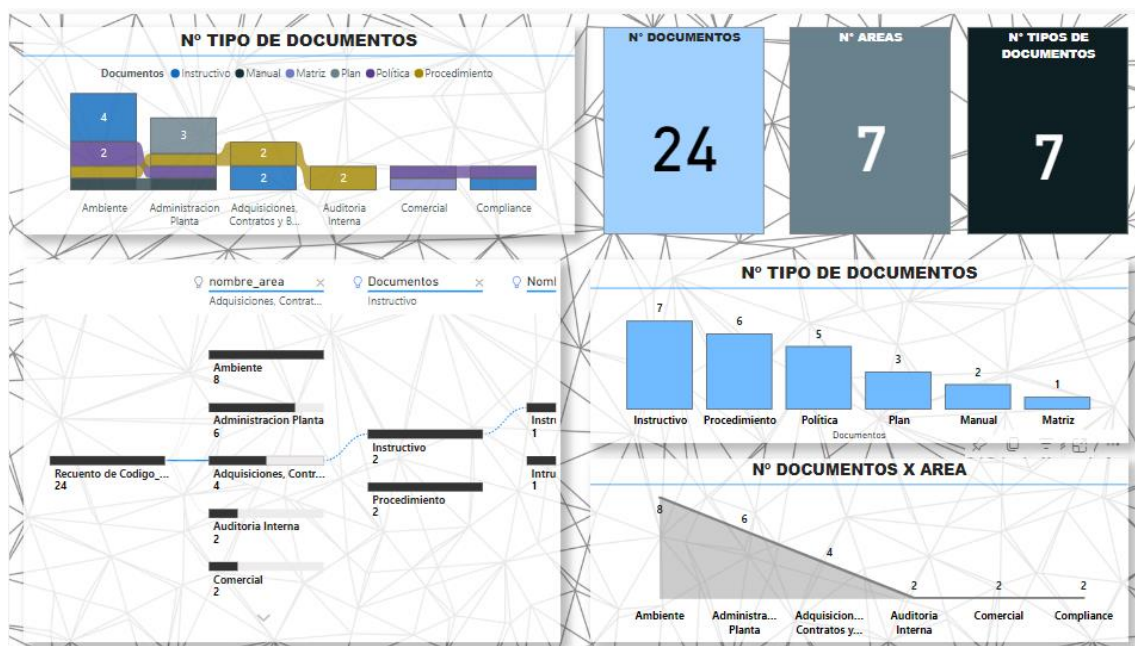 Nº TIPO DE DOCUMENTOS
Documentos Instructivo Manual Matriz Plan Política Procedimiento
4
2
3
2
2
2
Ambiente
Administracion
Planta
Adquisiciones,
Contratos y B...
Auditoria
Interna
Comercial
Compliance
N° DOCUMENTOS
24
N° AREAS
7
N° TIPOS DE
DOCUMENTOS
7
nombre_area
Adquisiciones, Contrat...
Documentos
Instructivo
Noml
Recuento de Codigo_...
24
Ambiente
8
Administracion Planta
6
Adquisiciones, Contr...
4
Auditoria Interna
2
Comercial
2
Instructivo
2
Procedimiento
2
Instru
1
Intru
1
Nº TIPO DE DOCUMENTOS
7
6
5
3
2
1
Instructivo Procedimiento Política Plan Manual Matriz
Documentos
Nº DOCUMENTOS X AREA
8
6
4
2
2
2
Ambiente
Administra...
Planta
Adquisicion...
Contratos y...
Auditoria
Interna
Comercial
Compliance